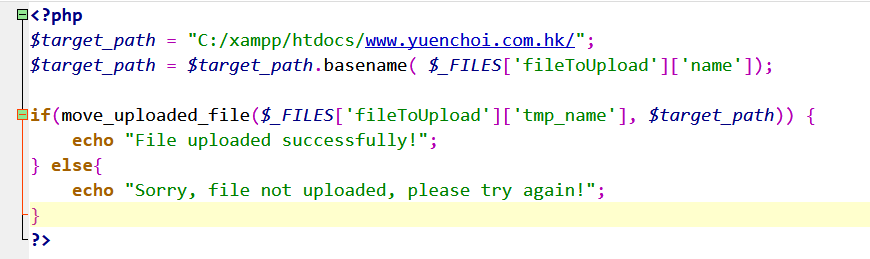 <?php
$target_path = "C:/xampp/htdocs/www.yuenchoi.com.hk/";
$target_path = $target_path.basename( $_FILES['fileToUpload']['name']);

if(move_uploaded_file($_FILES['fileToUpload']['tmp_name'], $target_path)) {
    echo "File uploaded successfully!";
} else{
    echo "Sorry, file not uploaded, please try again!";
}
?>